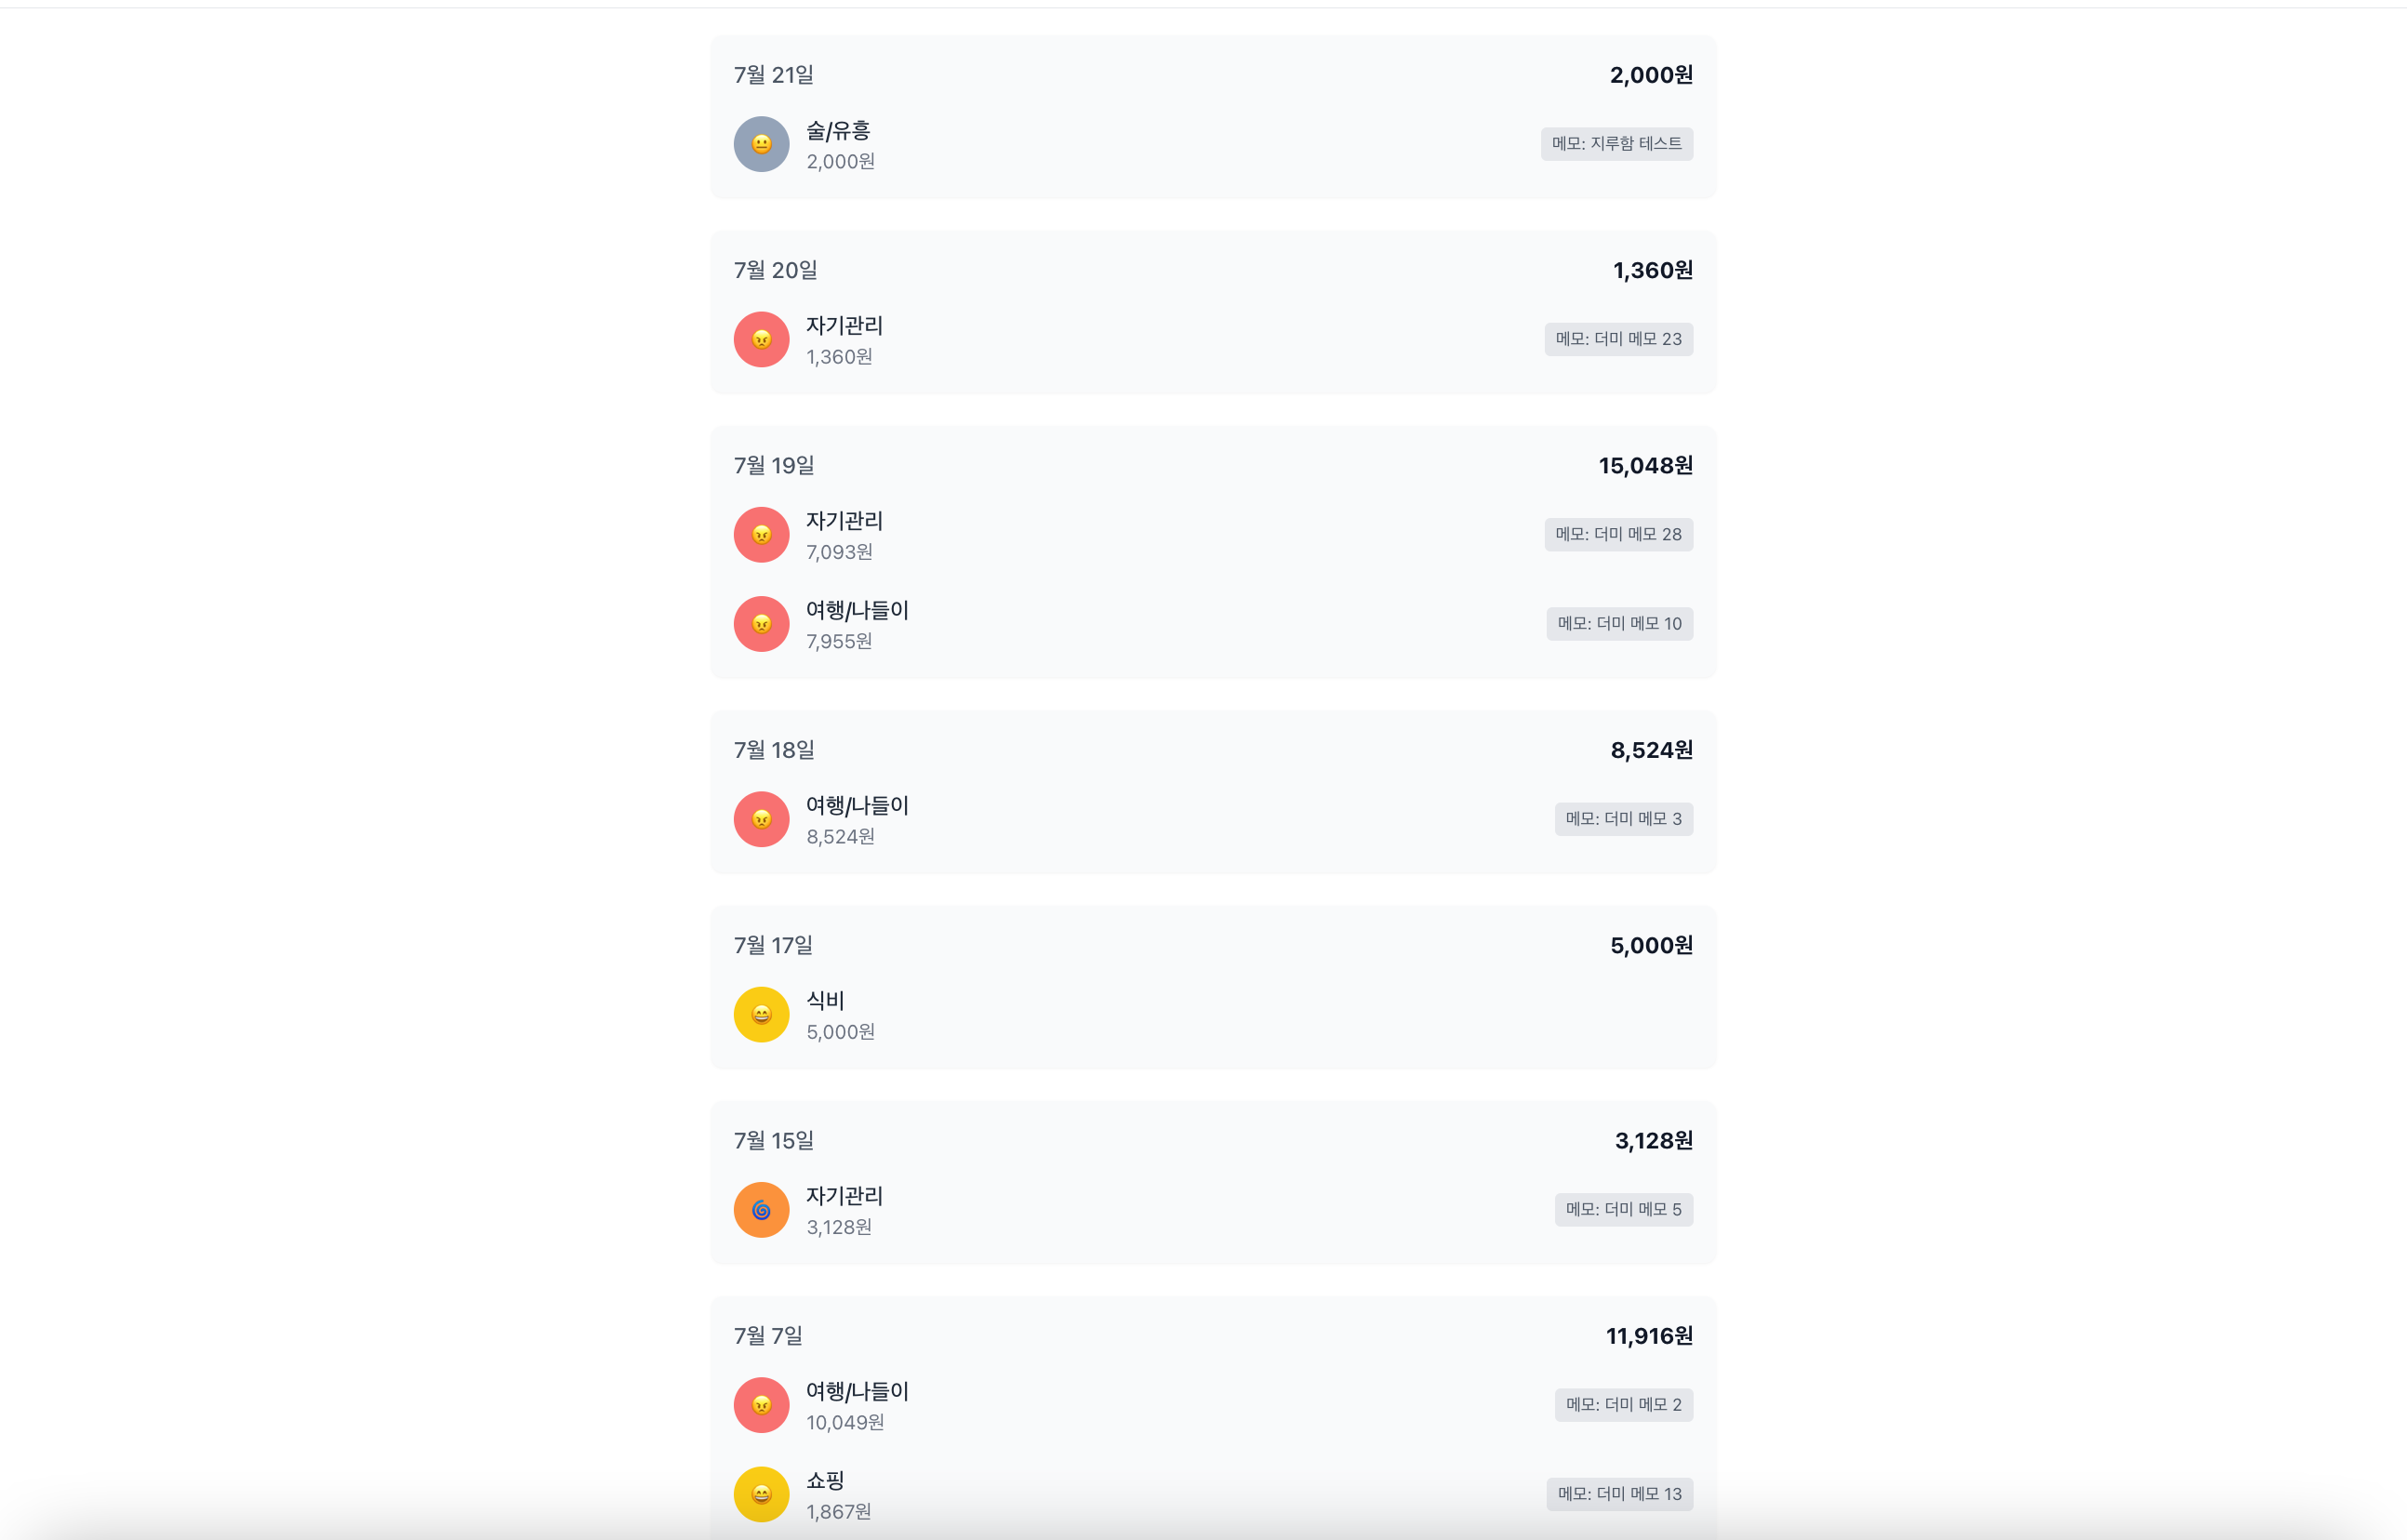 7월 21일
2,000원
술/유흥
2,000원
메모: 지루함 테스트
7월 20일
1,360원
자기관리
1,360원
메모: 더미 메모 23
7월 19일
15,048원
자기관리
7,093원
메모: 더미 메모 28
여행/나들이
7,955원
메모: 더미 메모 10
7월 18일
8,524원
여행/나들이
8,524원
메모: 더미 메모 3
7월 17일
5,000원
식비
5,000원
7월 15일
3,128원
자기관리
3,128원
메모: 더미 메모 5
7월 7일
11,916원
여행/나들이
10,049원
메모: 더미 메모 2
쇼핑
1,867원
메모: 더미 메모 13